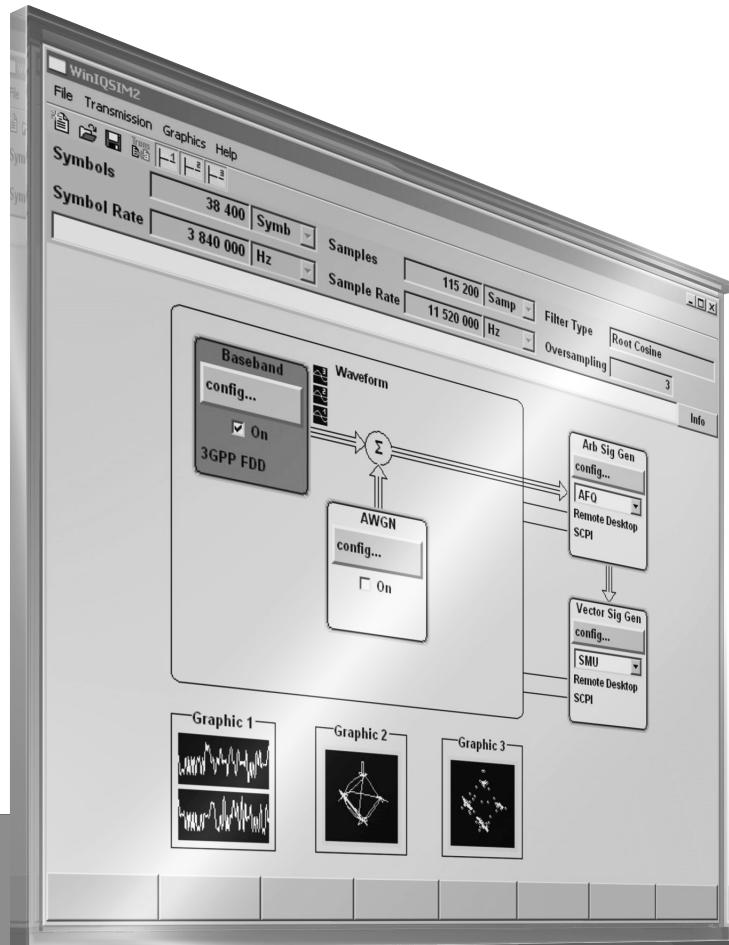 WinIQSIM2
File Transmission Graphics Help
Symbols 38 400 Symb
Symbol Rate 3 840 000 Hz
Samples 115 200 Samp
Sample Rate 11 520 000 Hz
Filter Type Root Cosine
Oversampling 3
Info
Baseband
config...
On
3GPP FDD
Waveform
3
2
1
Σ
AWGN
config...
On
Arb Sig Gen
config...
AFQ
Remote Desktop
SCPI
Vector Sig Gen
config...
SMU
Remote Desktop
SCPI
Graphic 1
Graphic 2
Graphic 3